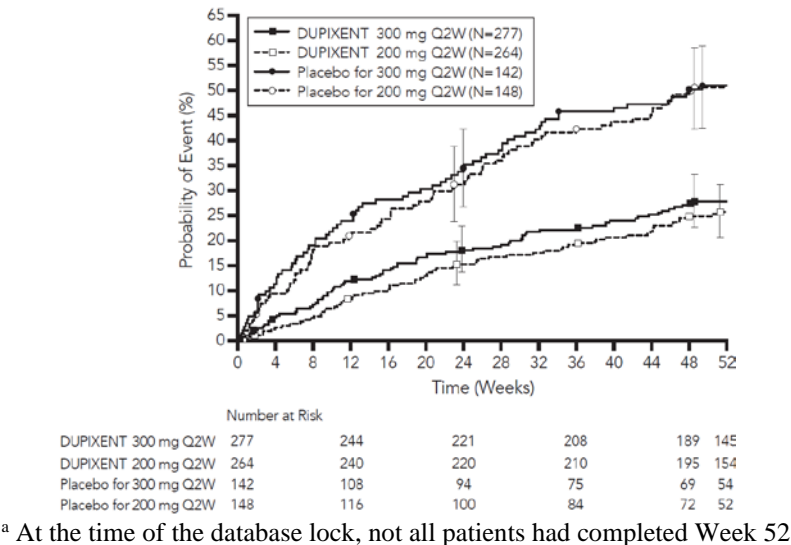 65
60
55
50
45
40
35
30
25
20
15
10
5
0
Probability of Event (%)
DUPIXENT 300 mg Q2W (N=277)
DUPIXENT 200 mg Q2W (N=264)
Placebo for 300 mg Q2W (N=142)
Placebo for 200 mg Q2W (N=148)
0 4 8 12 16 20 24 28 32 36 40 44 48 52
Time (Weeks)
Number at Risk
DUPIXENT 300 mg Q2W 277 244 221 208 189 145
DUPIXENT 200 mg Q2W 264 240 220 210 195 154
Placebo for 300 mg Q2W 142 108 94 75 69 54
Placebo for 200 mg Q2W 148 116 100 84 72 52
a At the time of the database lock, not all patients had completed Week 52